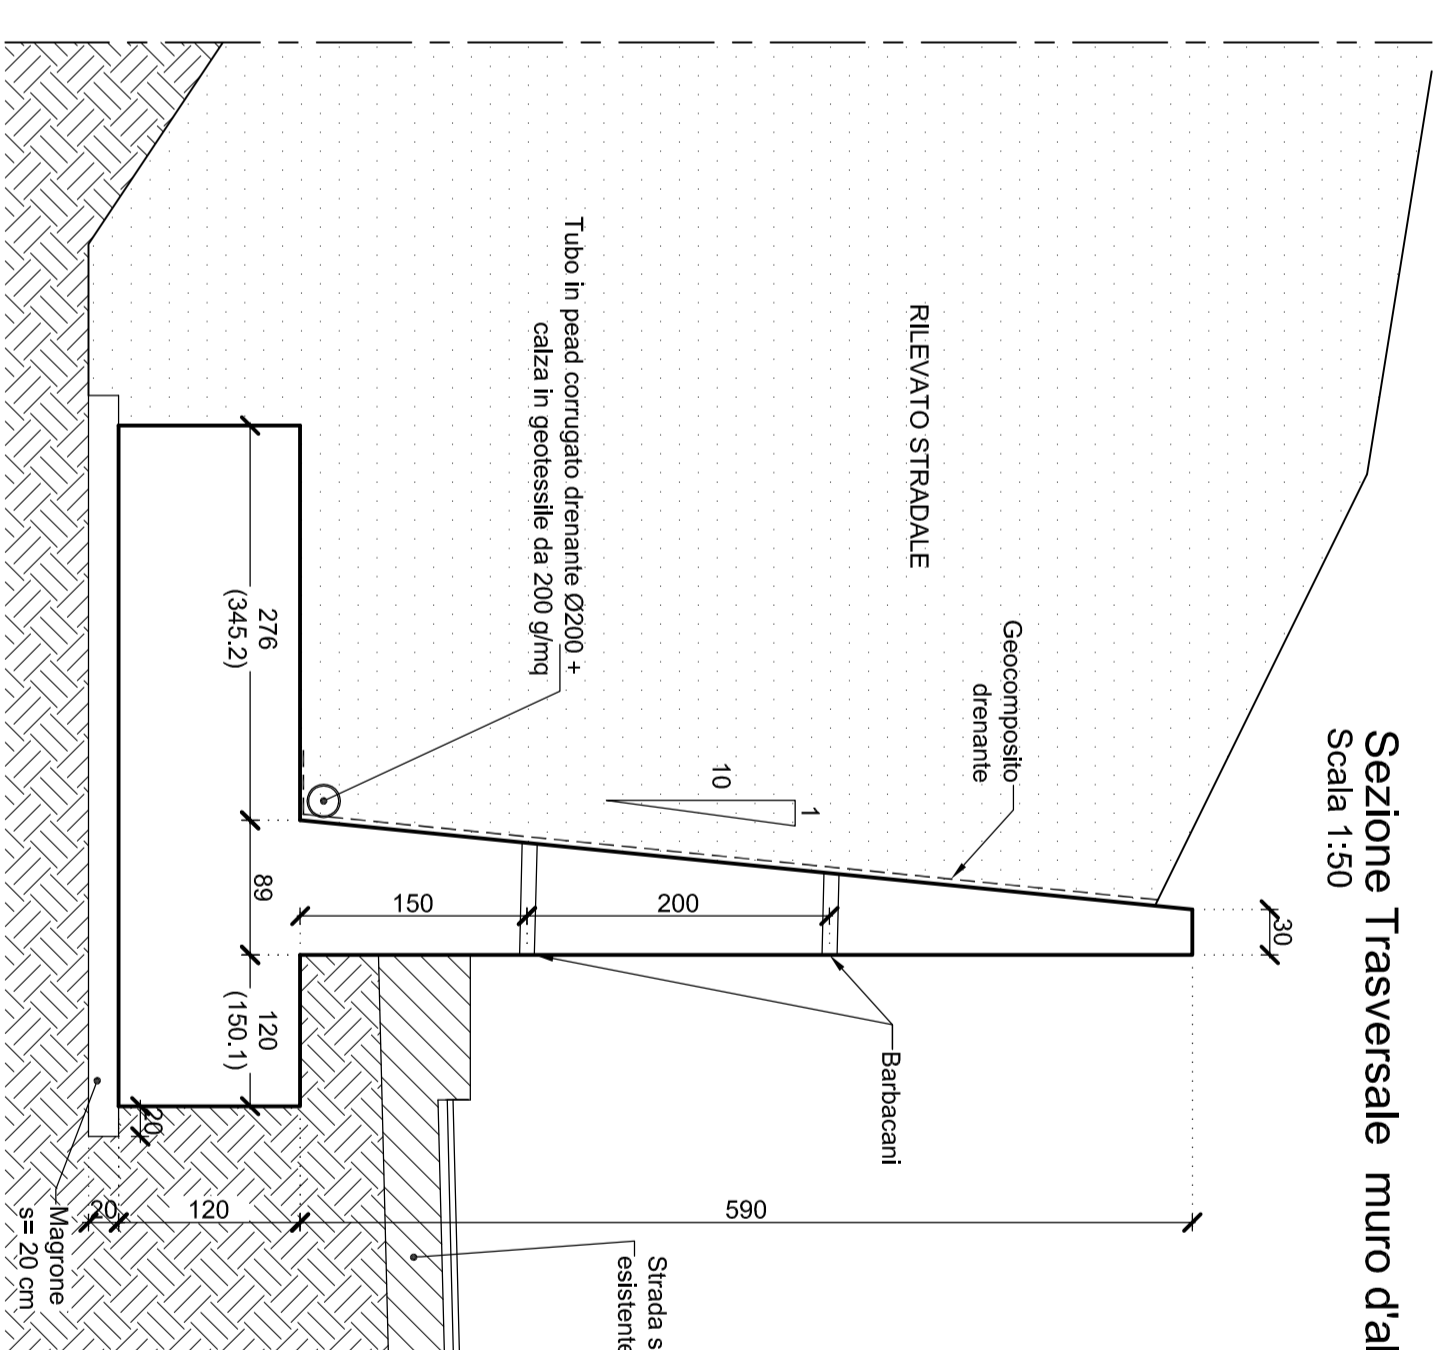 Sezione Trasversale muro d'al
Scala 1:50
30
Geocomposito
drenante
RILEVATO STRADALE
1
10
Tubo in pead corrugato drenante Ø200 +
calza in geotessile da 200 g/mq
Barbacani
200
150
590
Strada s
esistente
276
(345.2)
89
120
(150.1)
20
120
20
Magrone
s= 20 cm